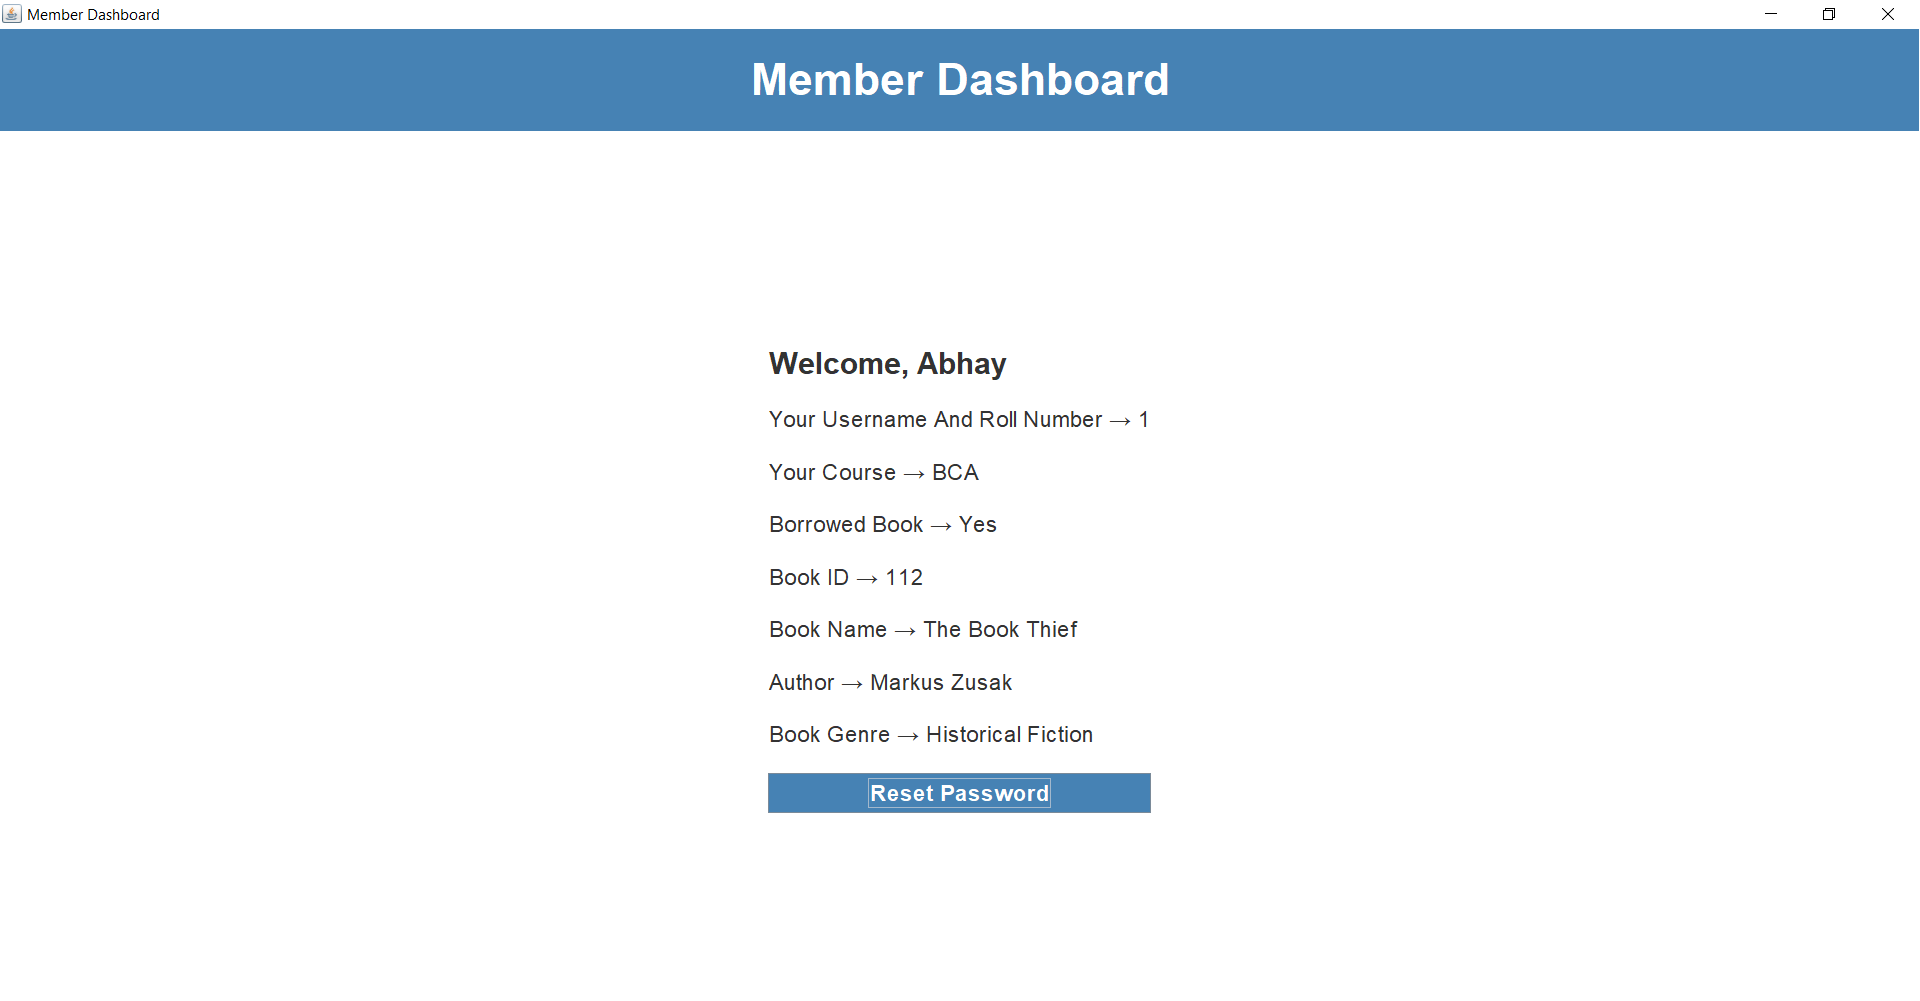 Member Dashboard
Member Dashboard
Welcome, Abhay
Your Username And Roll Number → 1
Your Course → BCA
Borrowed Book → Yes
Book ID → 112
Book Name → The Book Thief
Author → Markus Zusak
Book Genre → Historical Fiction
Reset Password